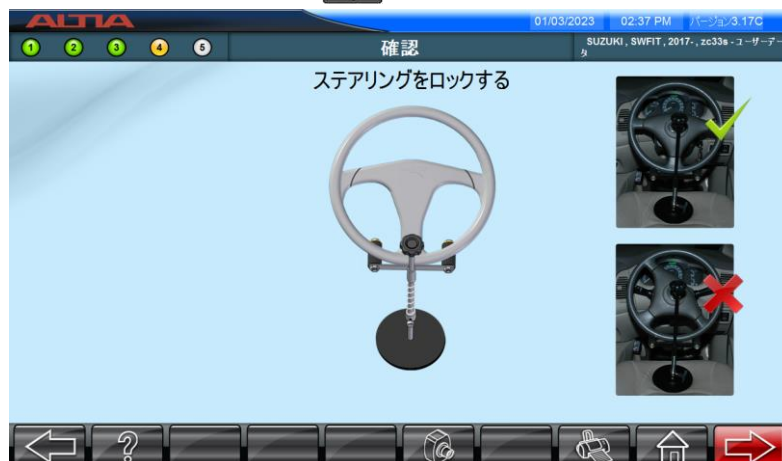 ALTIA
01/03/2023 02:37 PM バージョン3.17C
1 2 3 4 5
確認
SUZUKI , SWFIT , 2017- , zc33s - ユーザーデー
タ
ステアリングをロックする
?